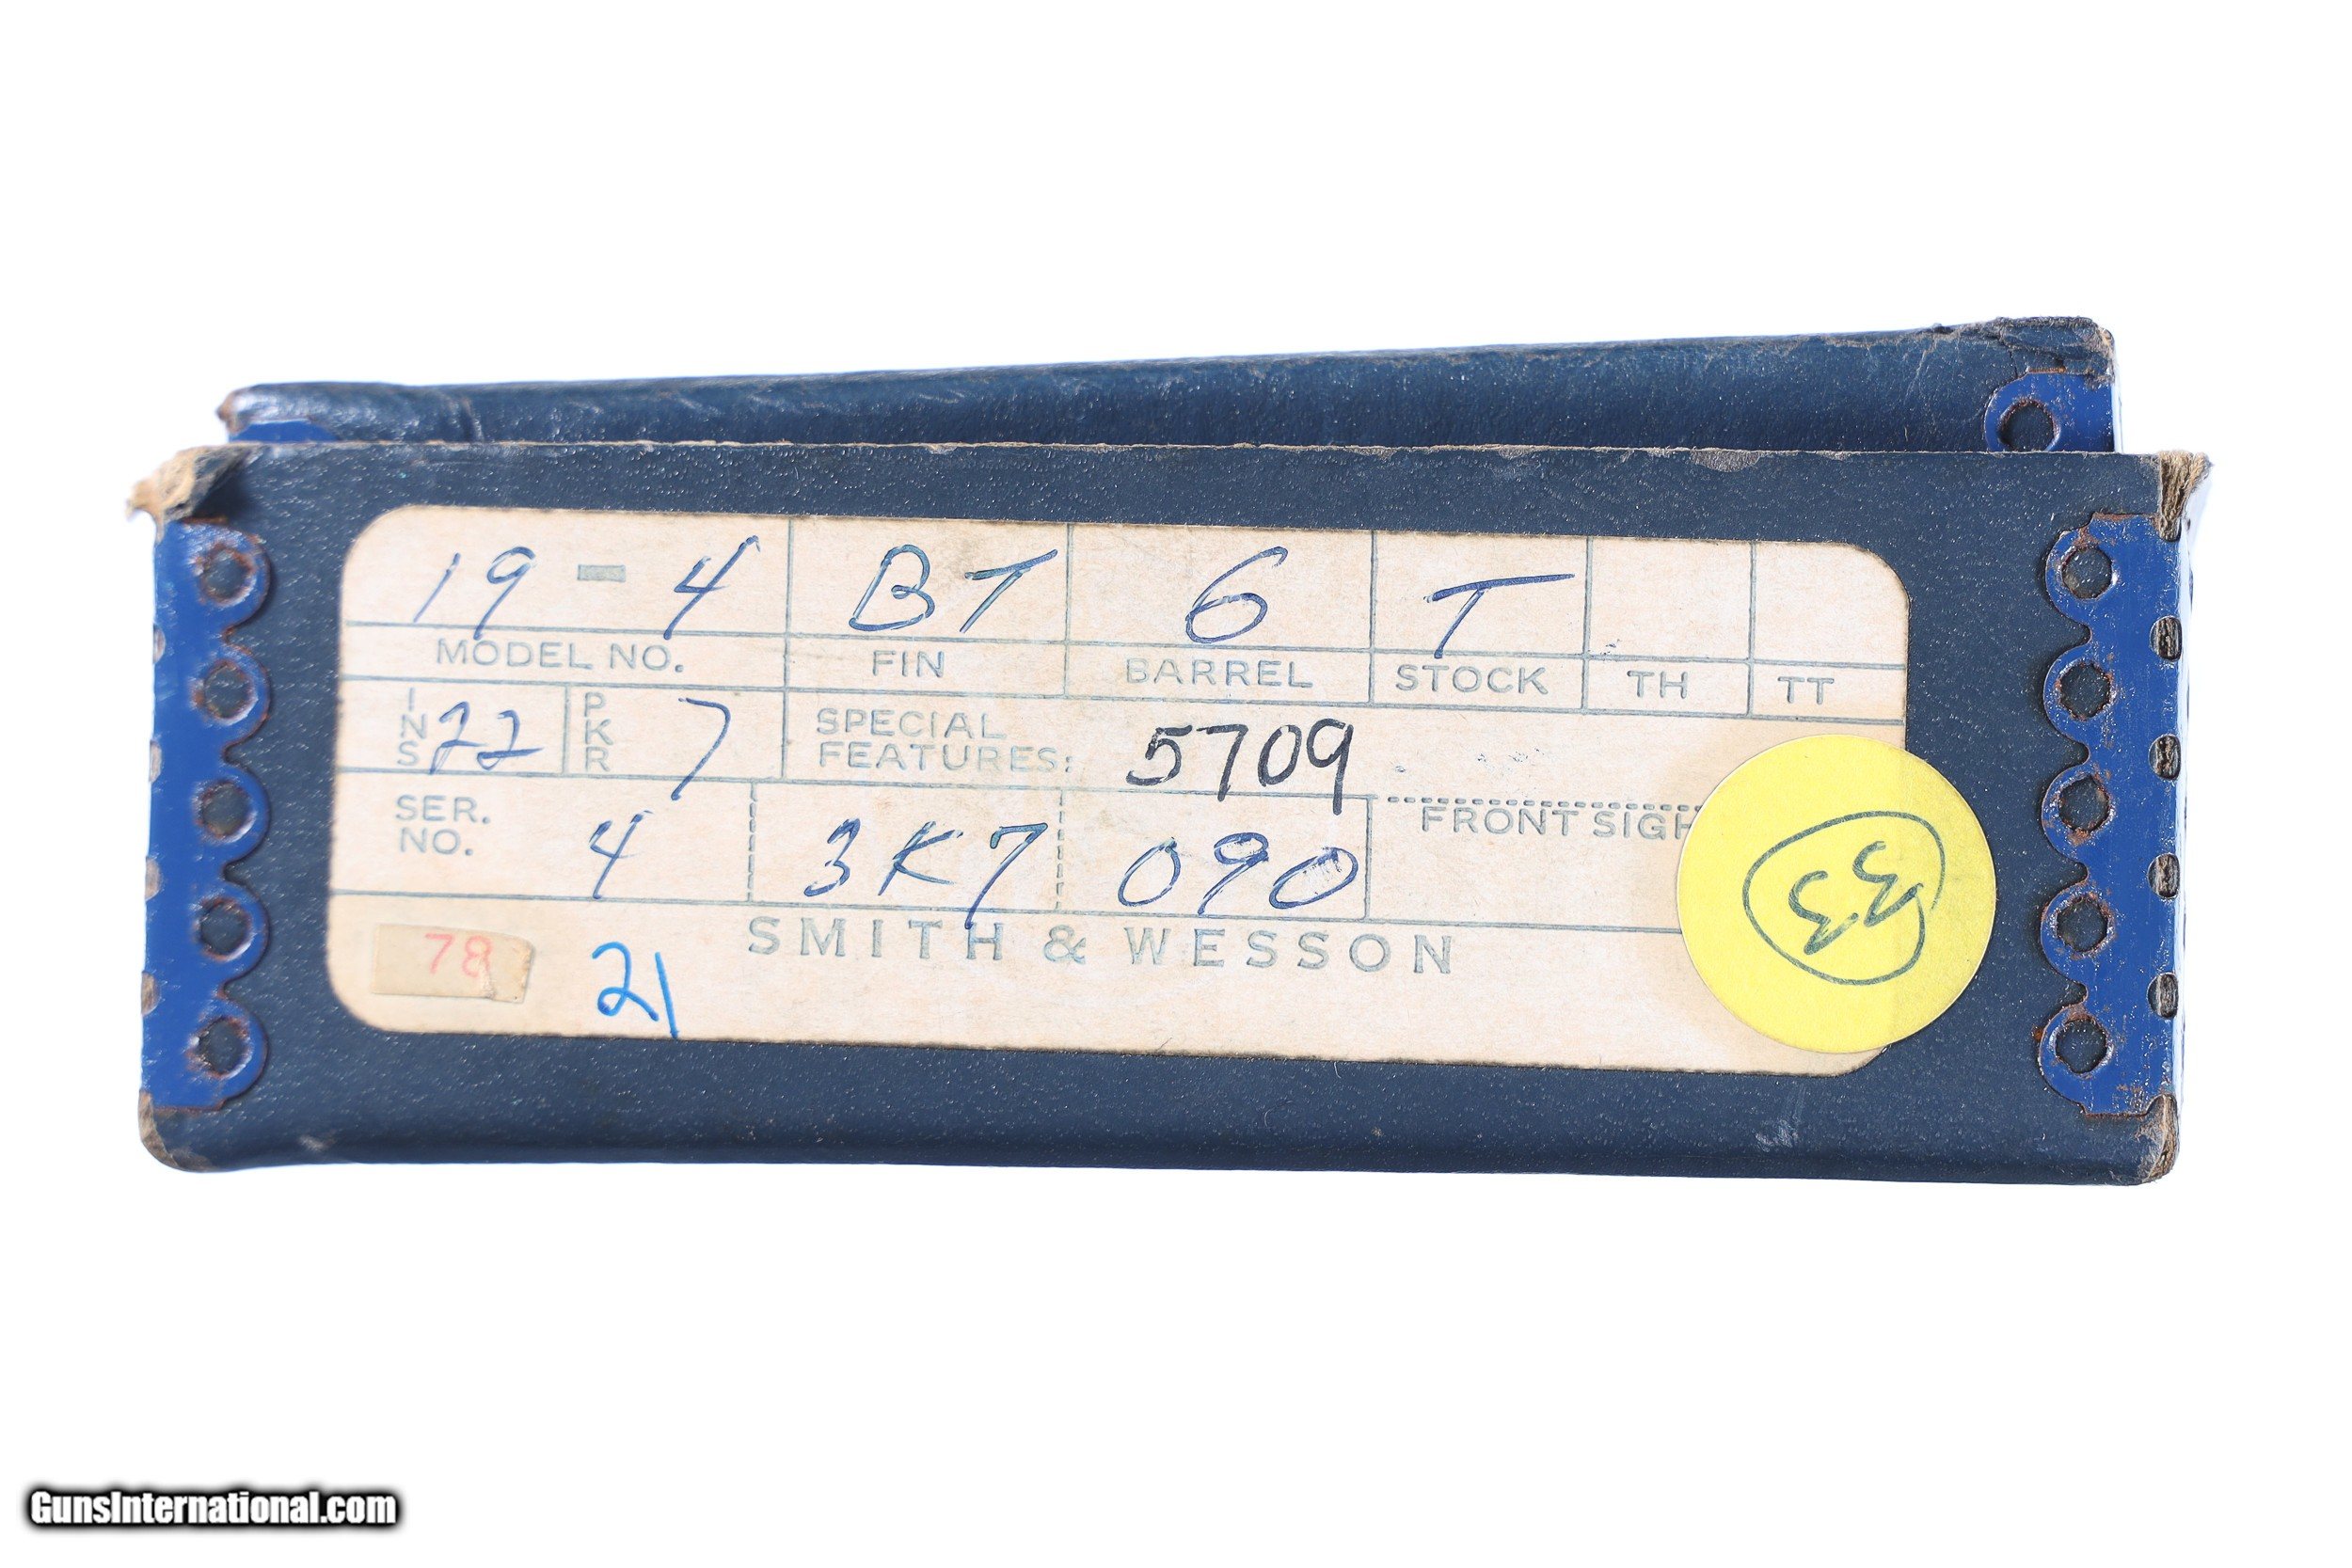 19-4 BT 6 T
MODEL NO. FIN BARREL STOCK TH TT
INS 22 PKR 7 SPECIAL FEATURES: 5709
SER. NO. 4 3K7 090 FRONT SIGH
SMITH & WESSON
78 21
33
GunsInternational.com